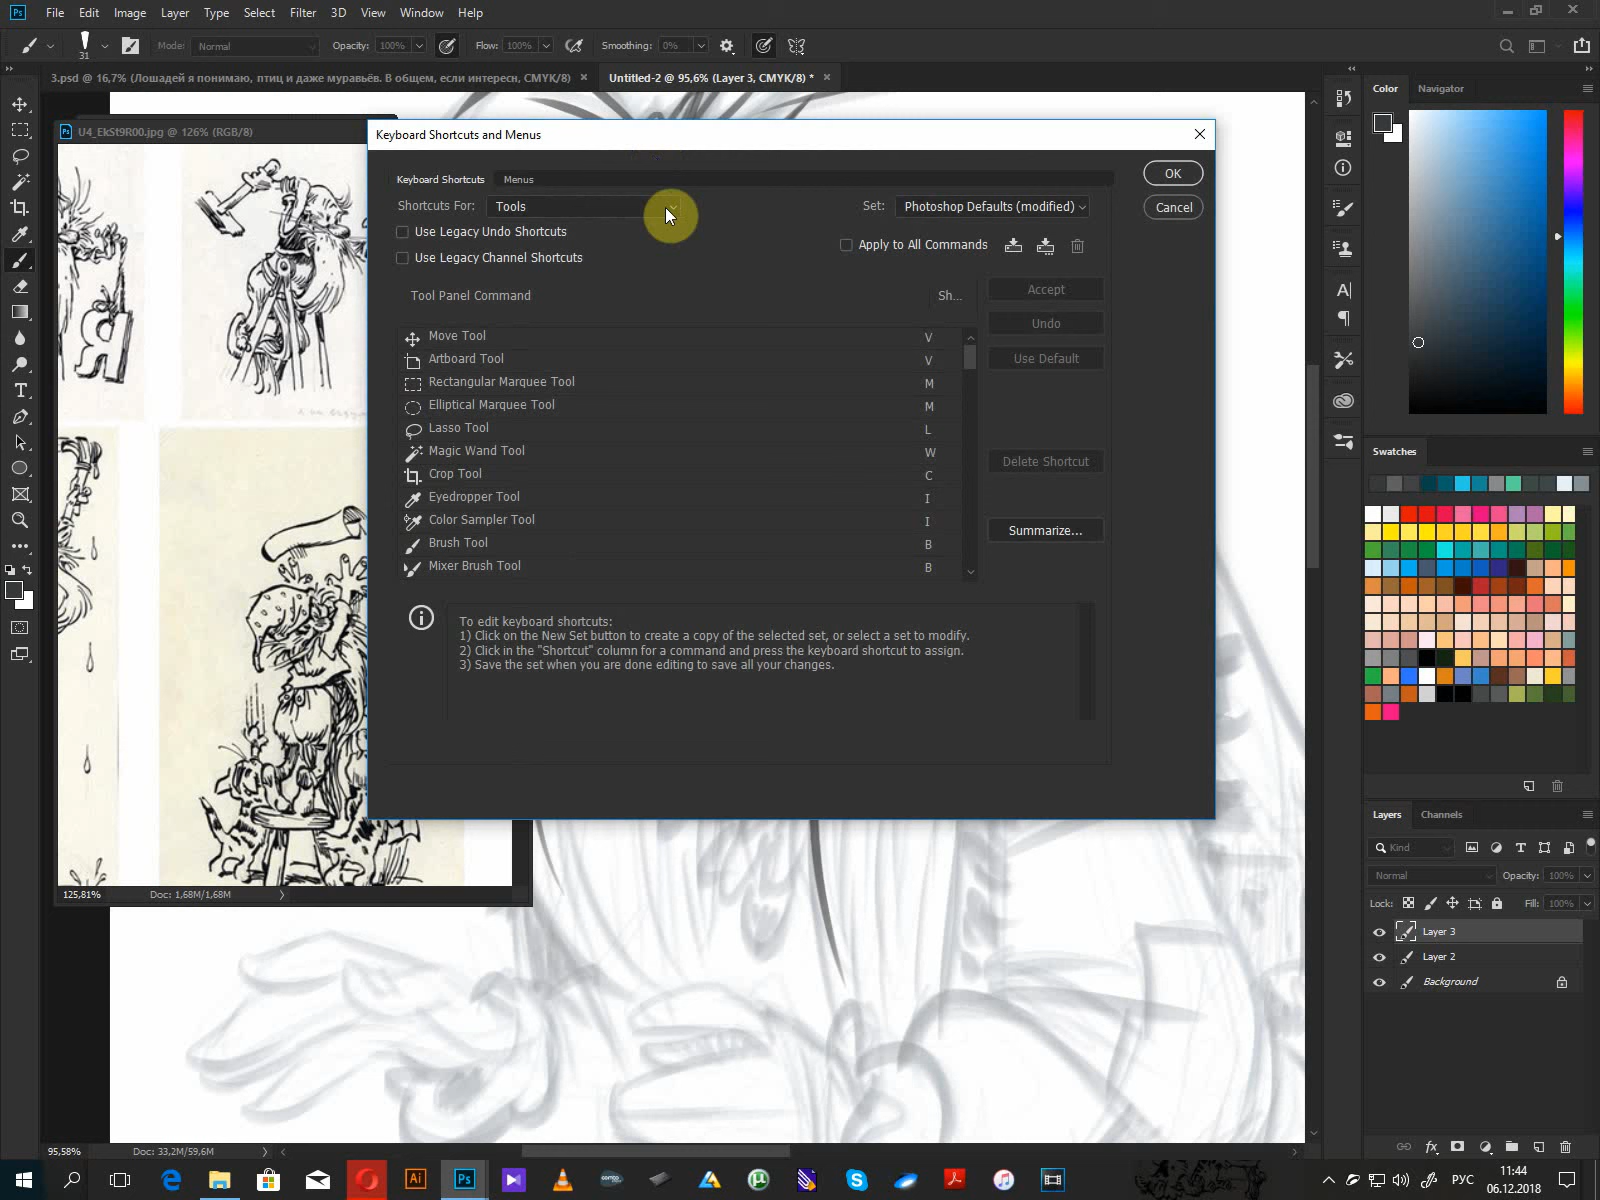 File Edit Image Layer Type Select Filter 3D View Window Help
31 Mode: Normal Opacity: 100% Flow: 100% Smoothing: 0%
3.psd @ 16,7% (Лошадей я понимаю, птиц и даже муравьёв. В общем, если интересн, CMYK/8) × Untitled-2 @ 95,6% (Layer 3, CMYK/8) * ×
U4_EkSt9R00.jpg @ 126% (RGB/8)
Keyboard Shortcuts and Menus
Keyboard Shortcuts Menus
Shortcuts For: Tools
Set: Photoshop Defaults (modified)
OK
Cancel
Use Legacy Undo Shortcuts
Use Legacy Channel Shortcuts
Apply to All Commands
Tool Panel Command Sh...
Move Tool V
Artboard Tool V
Rectangular Marquee Tool M
Elliptical Marquee Tool M
Lasso Tool L
Magic Wand Tool W
Crop Tool C
Eyedropper Tool I
Color Sampler Tool I
Brush Tool B
Mixer Brush Tool B
Accept
Undo
Use Default
Delete Shortcut
Summarize...
To edit keyboard shortcuts:
1) Click on the New Set button to create a copy of the selected set, or select a set to modify.
2) Click in the "Shortcut" column for a command and press the keyboard shortcut to assign.
3) Save the set when you are done editing to save all your changes.
125,81% Doc: 1,68M/1,68M
Color Navigator
Swatches
Layers Channels
Kind
Normal Opacity: 100%
Lock: Fill: 100%
Layer 3
Layer 2
Background
95,58% Doc: 33,2M/59,6M
РУС
11:44
06.12.2018